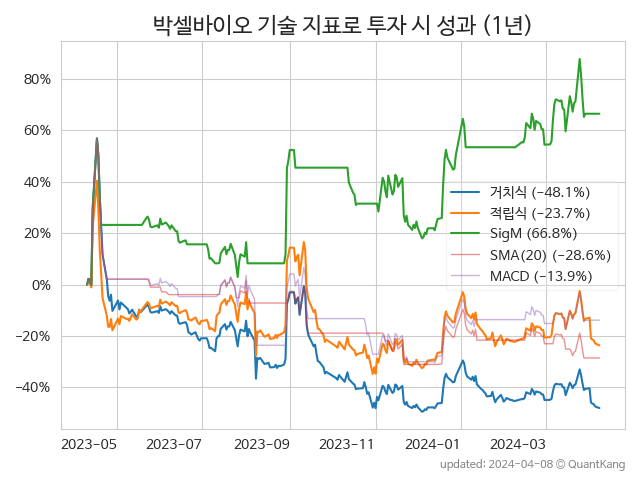 박셀바이오 기술 지표로 투자 시 성과 (1년)
80%
60%
40%
20%
0%
−20%
−40%
거치식 (−48.1%)
적립식 (−23.7%)
SigM (66.8%)
SMA(20) (−28.6%)
MACD (−13.9%)
2023−05
2023−07
2023−09
2023−11
2024−01
2024−03
updated: 2024−04−08 ⓒ QuantKang